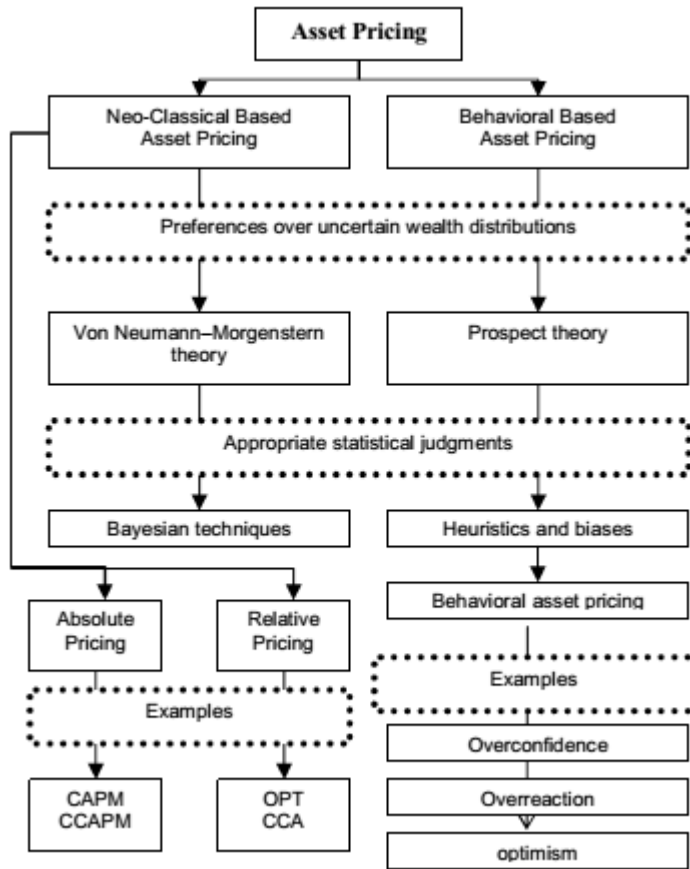 Asset Pricing
Neo-Classical Based
Asset Pricing
Behavioral Based
Asset Pricing
Preferences over uncertain wealth distributions
Von Neumann–Morgenstern
theory
Prospect theory
Appropriate statistical judgments
Bayesian techniques
Heuristics and biases
Absolute
Pricing
Relative
Pricing
Behavioral asset pricing
Examples
Examples
CAPM
CCAPM
OPT
CCA
Overconfidence
Overreaction
optimism